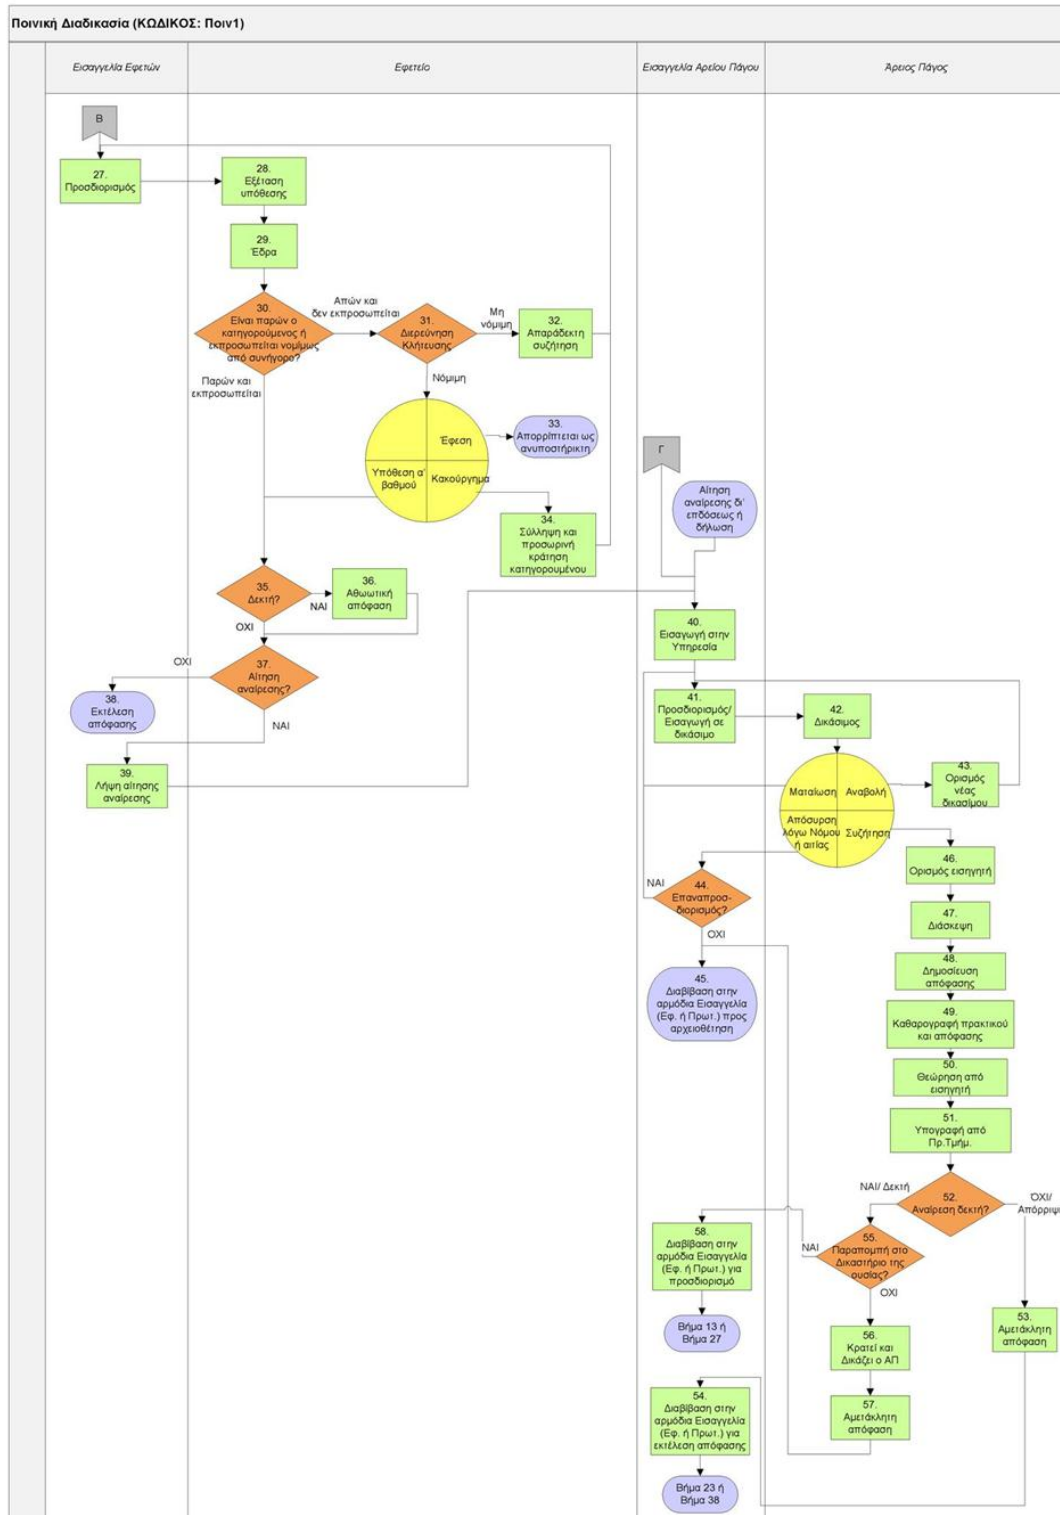 Ποινική Διαδικασία (ΚΩΔΙΚΟΣ: Ποιν1)
Εισαγγελία Εφετών
Εφετείο
Εισαγγελία Αρείου Πάγου
Άρειος Πάγος
Β
27.
Προσδιορισμός
28.
Εξέταση
υπόθεσης
29.
Έδρα
30.
Είναι παρών ο
κατηγορούμενος ή
εκπροσωπείται νομίμως
από συνήγορο?
Απών και
δεν εκπροσωπείται
31.
Διερεύνηση
Κλήτευσης
Μη
νόμιμη
32.
Απαράδεκτη
συζήτηση
Παρών και
εκπροσωπείται
Νόμιμη
Έφεση
Υπόθεση α'
βαθμού
Κακούργημα
33.
Απορρίπτεται ως
ανυποστήρικτη
34.
Σύλληψη και
προσωρινή
κράτηση
κατηγορουμένου
Γ
Αίτηση
αναίρεσης δι'
επιδόσεως ή
δήλωση
35.
Δεκτή?
ΝΑΙ
36.
Αθωωτική
απόφαση
ΟΧΙ
37.
Αίτηση
αναίρεσης?
ΟΧΙ
38.
Εκτέλεση
απόφασης
ΝΑΙ
39.
Λήψη αίτησης
αναίρεσης
40.
Εισαγωγή στην
Υπηρεσία
41.
Προσδιορισμός/
Εισαγωγή σε
δικάσιμο
42.
Δικάσιμος
Ματαίωση
Αναβολή
Απόσυρση
λόγω Νόμου
ή αιτίας
Συζήτηση
43.
Ορισμός
νέας
δικασίμου
44.
Επαναπροσ-
διορισμός?
ΝΑΙ
ΟΧΙ
45.
Διαβίβαση στην
αρμόδια Εισαγγελία
(Εφ. ή Πρωτ.) προς
αρχειοθέτηση
46.
Ορισμός εισηγητή
47.
Διάσκεψη
48.
Δημοσίευση
απόφασης
49.
Καθαρογραφή πρακτικού
και απόφασης
50.
Θεώρηση από
εισηγητή
51.
Υπογραφή από
Πρ.Τμήμ.
52.
Αναίρεση δεκτή?
ΝΑΙ/ Δεκτή
ΌΧΙ/
Απόρριψη
55.
Παραπομπή στο
Δικαστήριο της
ουσίας?
ΝΑΙ
ΟΧΙ
58.
Διαβίβαση στην
αρμόδια Εισαγγελία
(Εφ. ή Πρωτ.) για
προσδιορισμό
Βήμα 13 ή
Βήμα 27
53.
Αμετάκλητη
απόφαση
56.
Κρατεί και
Δικάζει ο ΑΠ
57.
Αμετάκλητη
απόφαση
54.
Διαβίβαση στην
αρμόδια Εισαγγελία
(Εφ. ή Πρωτ.) για
εκτέλεση απόφασης
Βήμα 23 ή
Βήμα 38